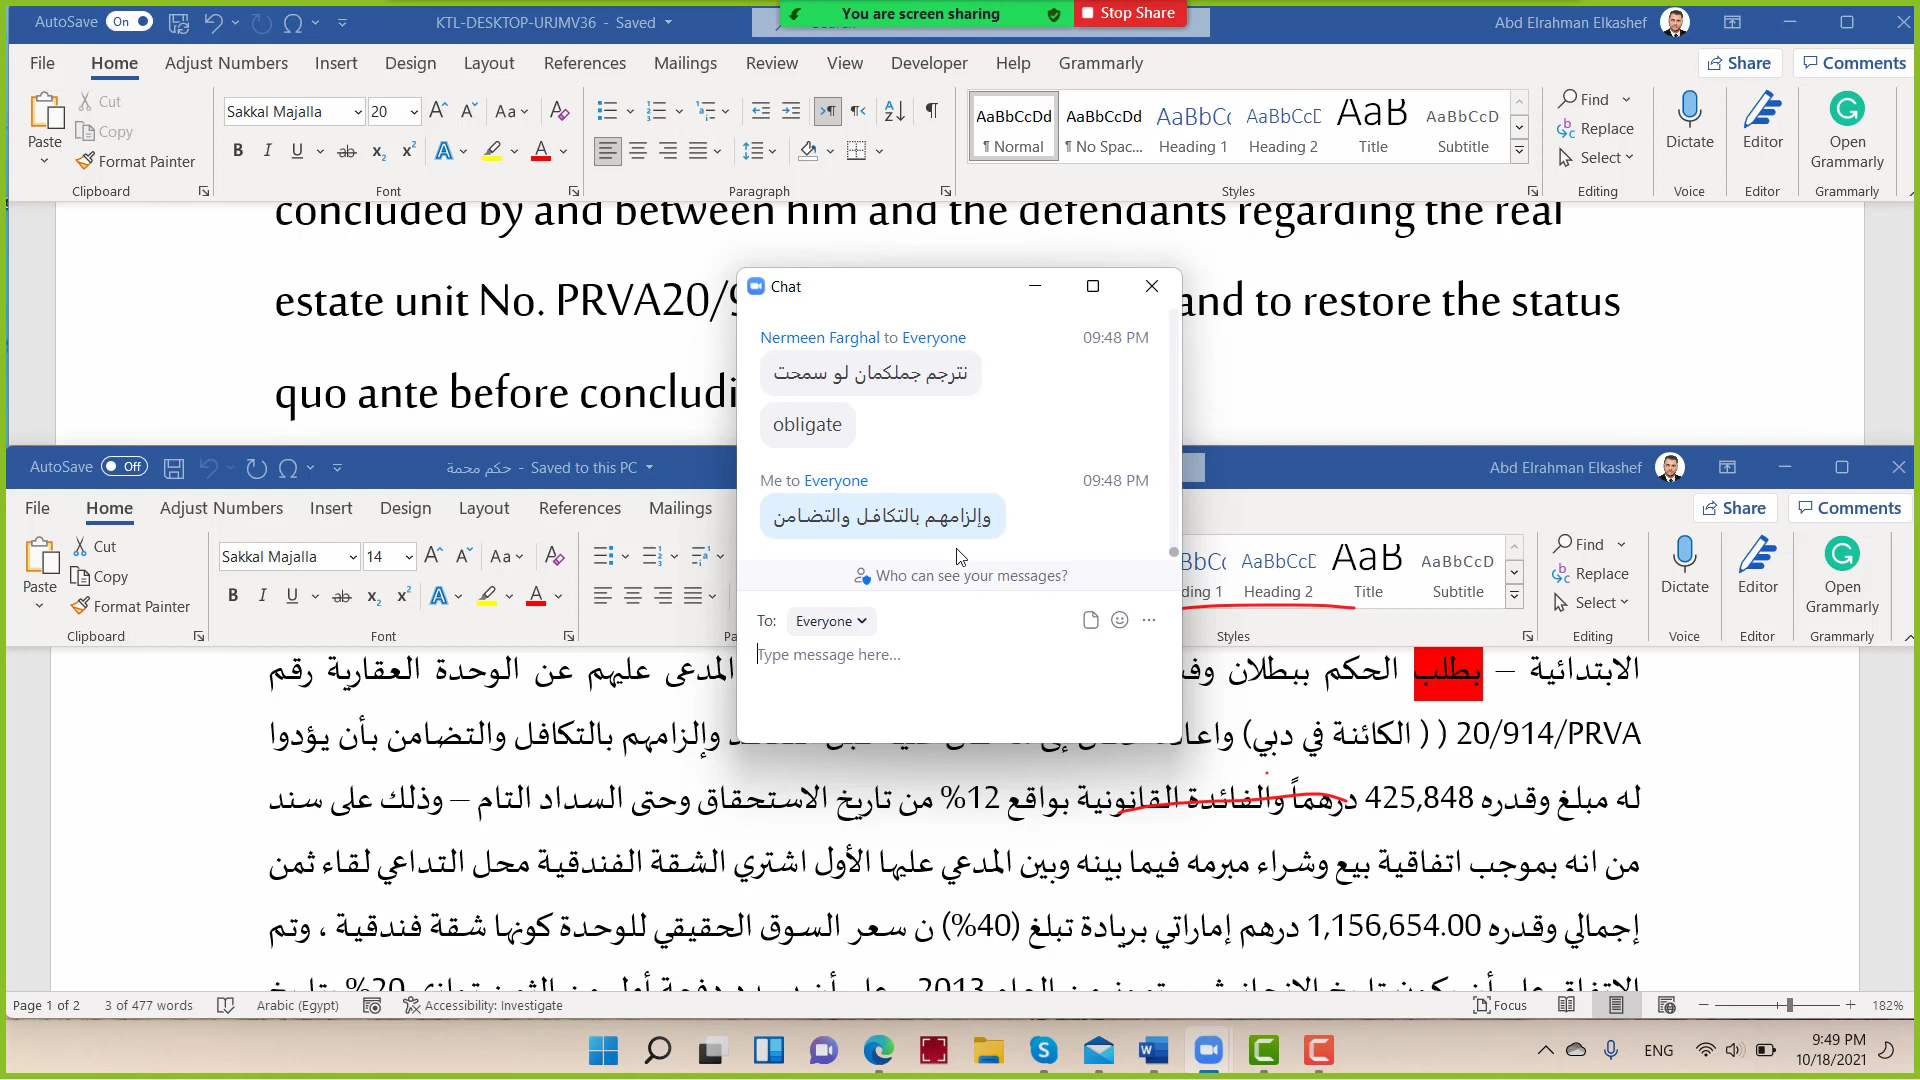 You are screen sharing
Stop Share
AutoSave On
KTL-DESKTOP-URJMV36 - Saved
Abd Elrahman Elkashef
File Home Adjust Numbers Insert Design Layout References Mailings Review View Developer Help Grammarly
Share Comments
Paste Cut Copy Format Painter
Sakkal Majalla 20
AaBbCcDd AaBbCcDd AaBbCc AaBbCcD AaB AaBbCcD
¶ Normal ¶ No Spac... Heading 1 Heading 2 Title Subtitle
Find Replace Select
Dictate Editor Open Grammarly
Clipboard Font Paragraph Styles Editing Voice Editor Grammarly
concluded by and between him and the defendants regarding the real
estate unit No. PRVA20/ and to restore the status
quo ante before
Chat
Nermeen Farghal to Everyone 09:48 PM
نترجم جملكمان لو سمحت
obligate
Me to Everyone 09:48 PM
وإلزامهم بالتكافل والتضامن
Who can see your messages?
To: Everyone
Type message here...
AutoSave Off
حكم محمة - Saved to this PC
Abd Elrahman Elkashef
File Home Adjust Numbers Insert Design Layout References Mailings
Share Comments
Paste Cut Copy Format Painter
Sakkal Majalla 14
AaBbCcD AaB AaBbCcD
Heading 2 Title Subtitle
Find Replace Select
Dictate Editor Open Grammarly
Clipboard Font Styles Editing Voice Editor Grammarly
الابتدائية – بطلب الحكم ببطلان المدعى عليهم عن الوحدة العقارية رقم
20/914/PRVA ( ( الكائنة في دبي) وإلزامهم بالتكافل والتضامن بأن يؤدوا
له مبلغ وقدره 425,848 درهماً والفائدة القانونية بواقع 12% من تاريخ الاستحقاق وحتى السداد التام – وذلك على سند
من انه بموجب اتفاقية بيع وشراء مبرمه فيما بينه وبين المدعي عليها الأول اشتري الشقة الفندقية محل التداعي لقاء ثمن
إجمالي وقدره 1,156,654.00 درهم إماراتي بريادة تبلغ (40%) ن سعر السوق الحقيقي للوحدة كونها شقة فندقية ، وتم
Page 1 of 2 3 of 477 words Arabic (Egypt) Accessibility: Investigate
Focus 182%
ENG
9:49 PM
10/18/2021